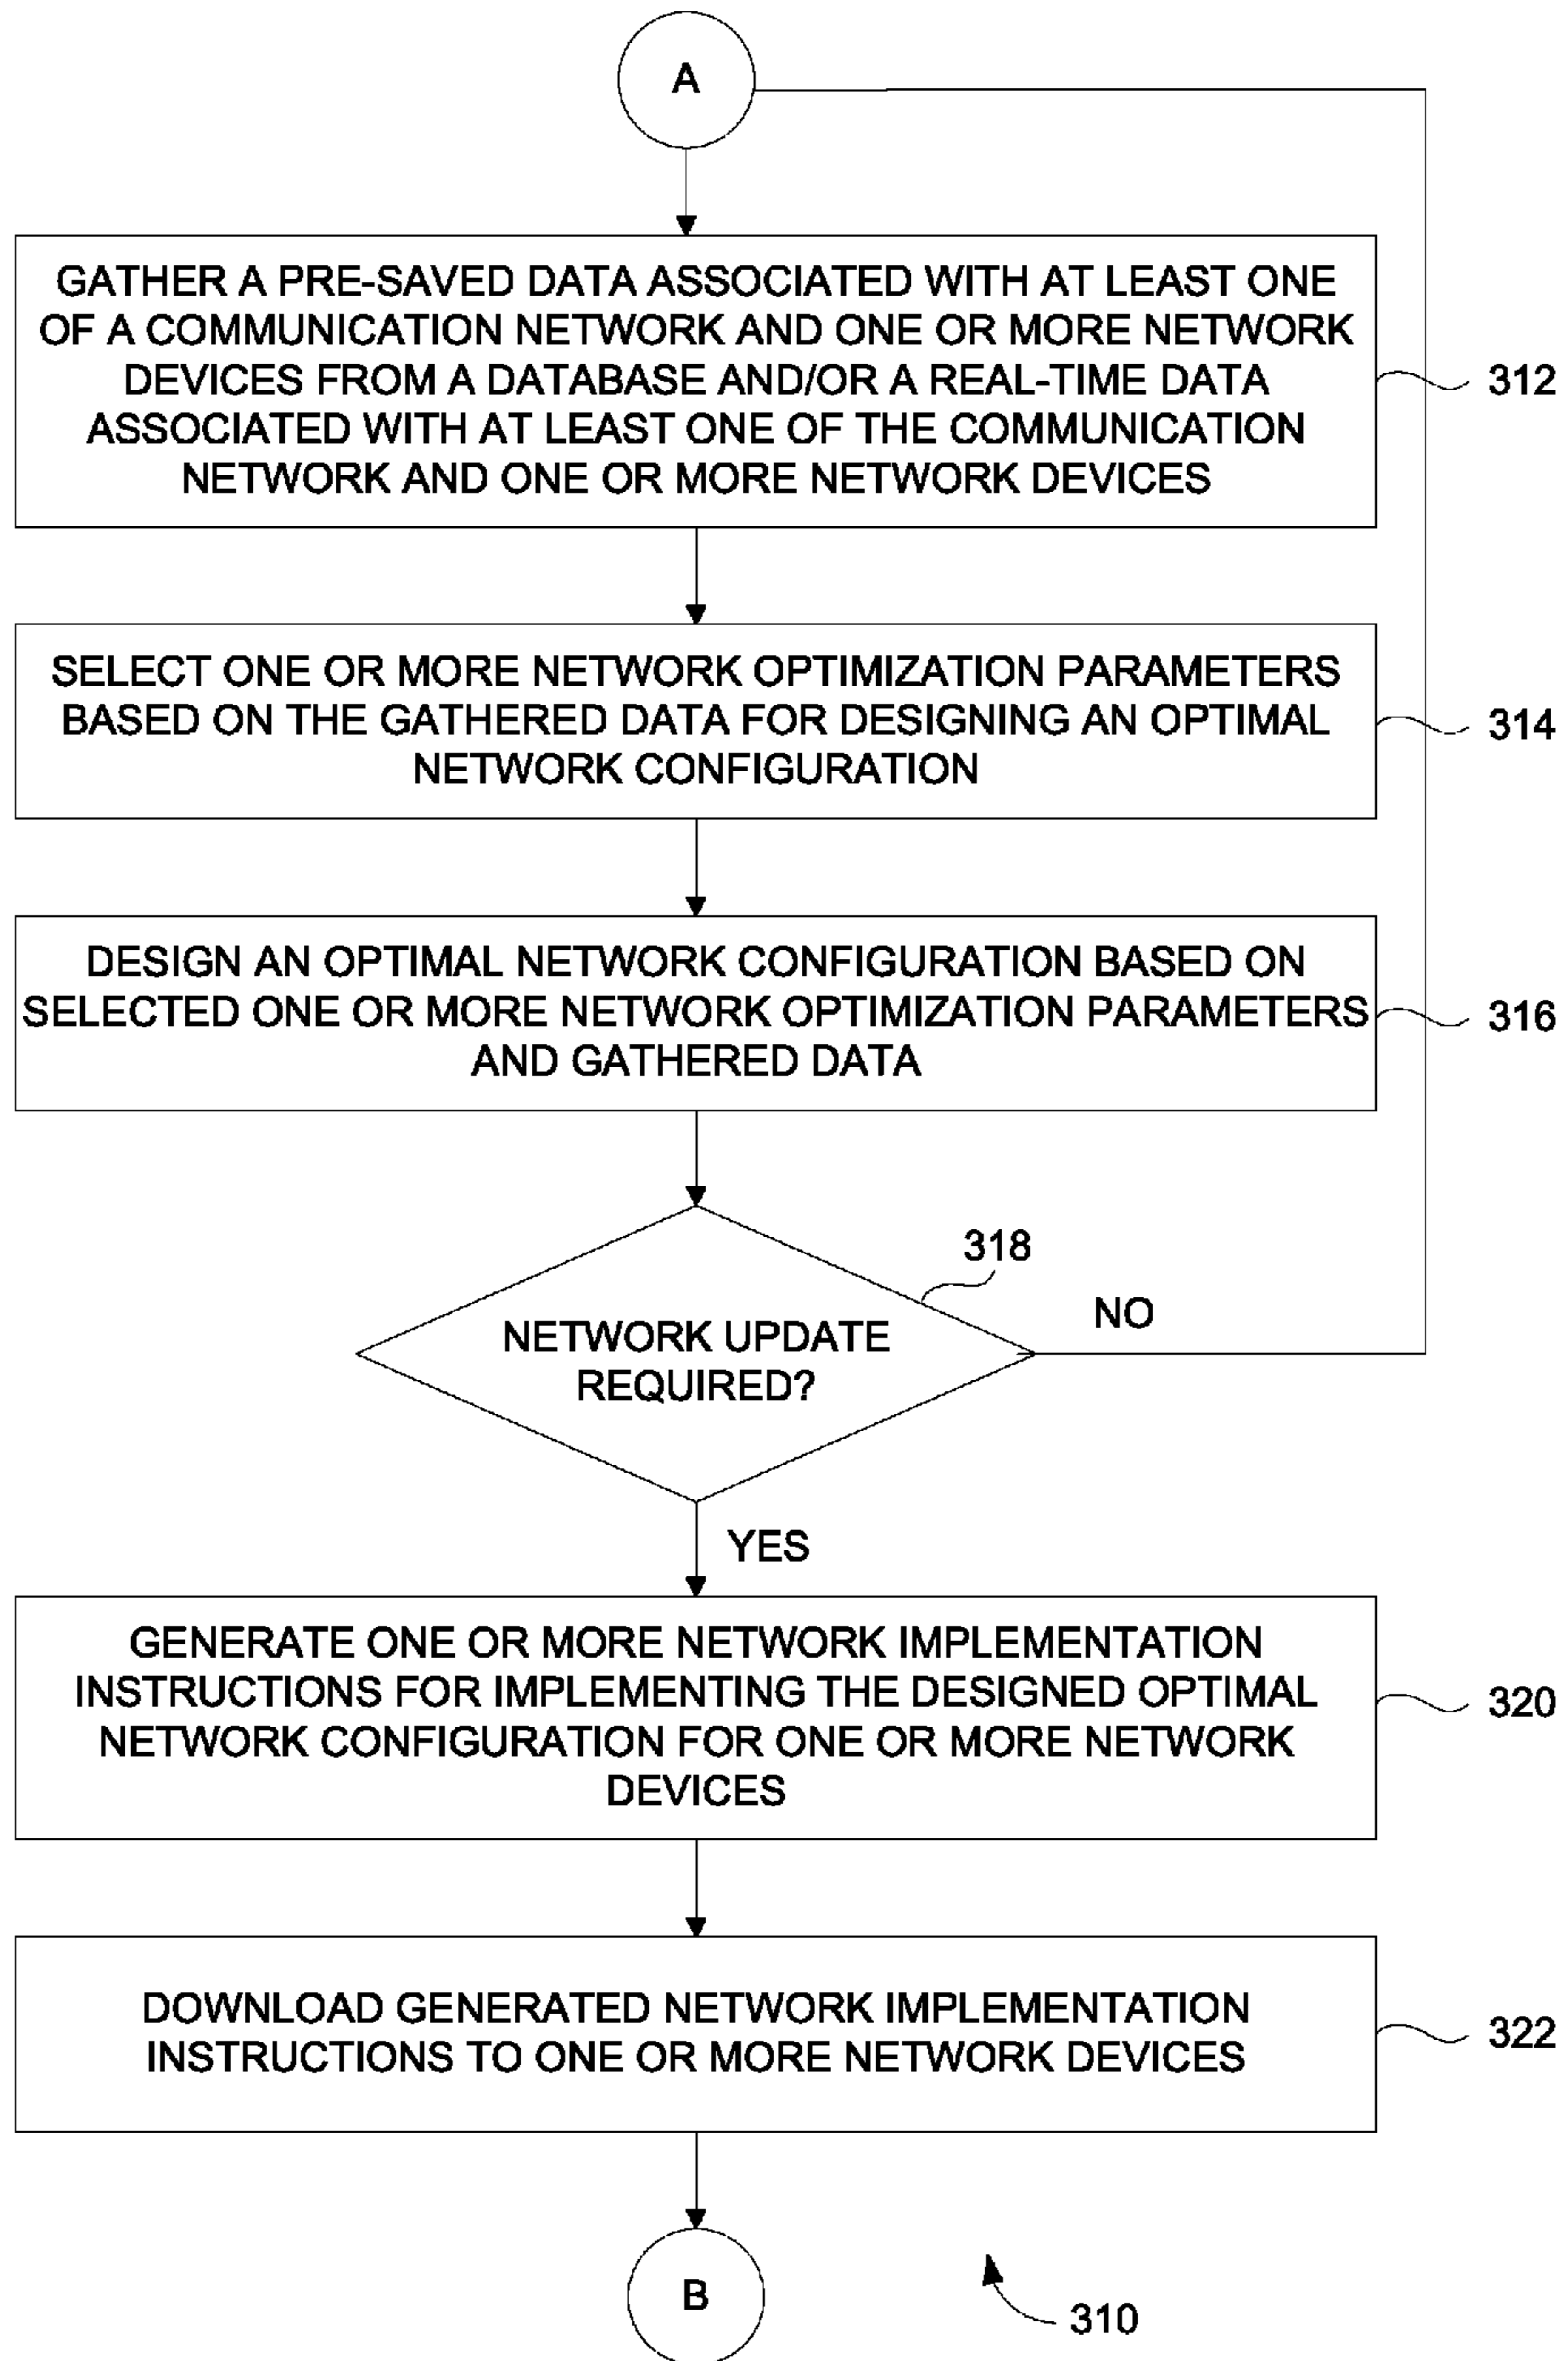 A
GATHER A PRE-SAVED DATA ASSOCIATED WITH AT LEAST ONE
OF A COMMUNICATION NETWORK AND ONE OR MORE NETWORK
DEVICES FROM A DATABASE AND/OR A REAL-TIME DATA
ASSOCIATED WITH AT LEAST ONE OF THE COMMUNICATION
NETWORK AND ONE OR MORE NETWORK DEVICES
312
SELECT ONE OR MORE NETWORK OPTIMIZATION PARAMETERS
BASED ON THE GATHERED DATA FOR DESIGNING AN OPTIMAL
NETWORK CONFIGURATION
314
DESIGN AN OPTIMAL NETWORK CONFIGURATION BASED ON
SELECTED ONE OR MORE NETWORK OPTIMIZATION PARAMETERS
AND GATHERED DATA
316
318
NO
NETWORK UPDATE
REQUIRED?
YES
GENERATE ONE OR MORE NETWORK IMPLEMENTATION
INSTRUCTIONS FOR IMPLEMENTING THE DESIGNED OPTIMAL
NETWORK CONFIGURATION FOR ONE OR MORE NETWORK
DEVICES
320
DOWNLOAD GENERATED NETWORK IMPLEMENTATION
INSTRUCTIONS TO ONE OR MORE NETWORK DEVICES
322
B
310